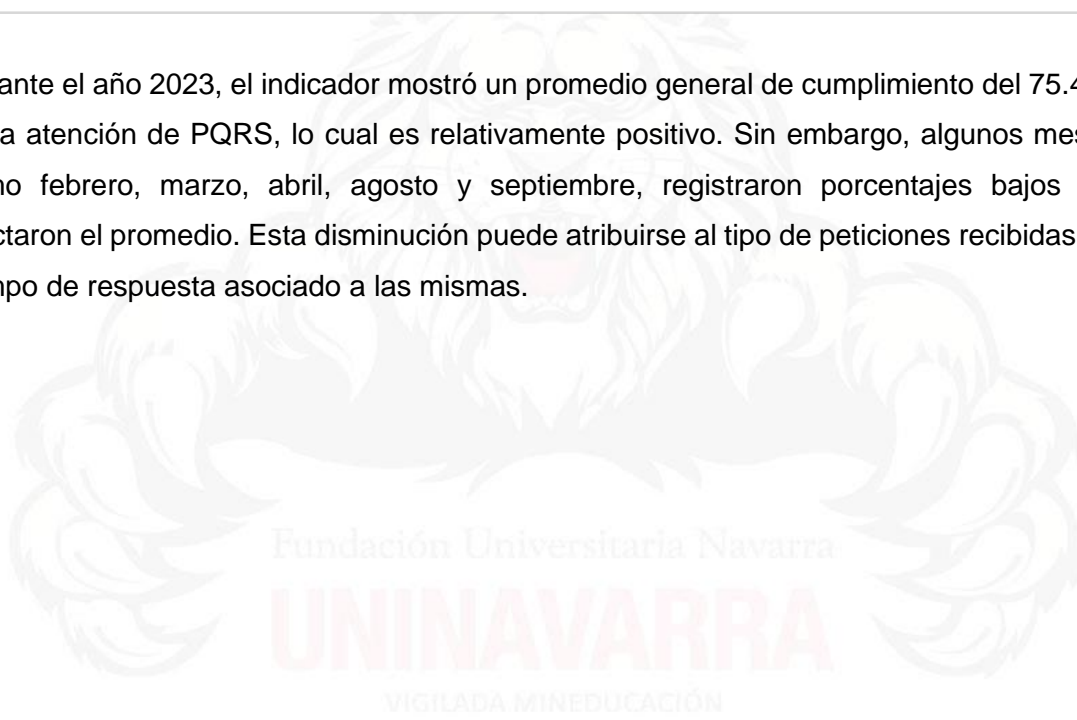 ante el año 2023, el indicador mostró un promedio general de cumplimiento del 75.4
a atención de PQRS, lo cual es relativamente positivo. Sin embargo, algunos mes
no febrero, marzo, abril, agosto y septiembre, registraron porcentajes bajos
ctaron el promedio. Esta disminución puede atribuirse al tipo de peticiones recibidas
npo de respuesta asociado a las mismas.
Fundación Universitaria Navarra
UNINAVARRA
VIGILADA MINEDUCACIÓN